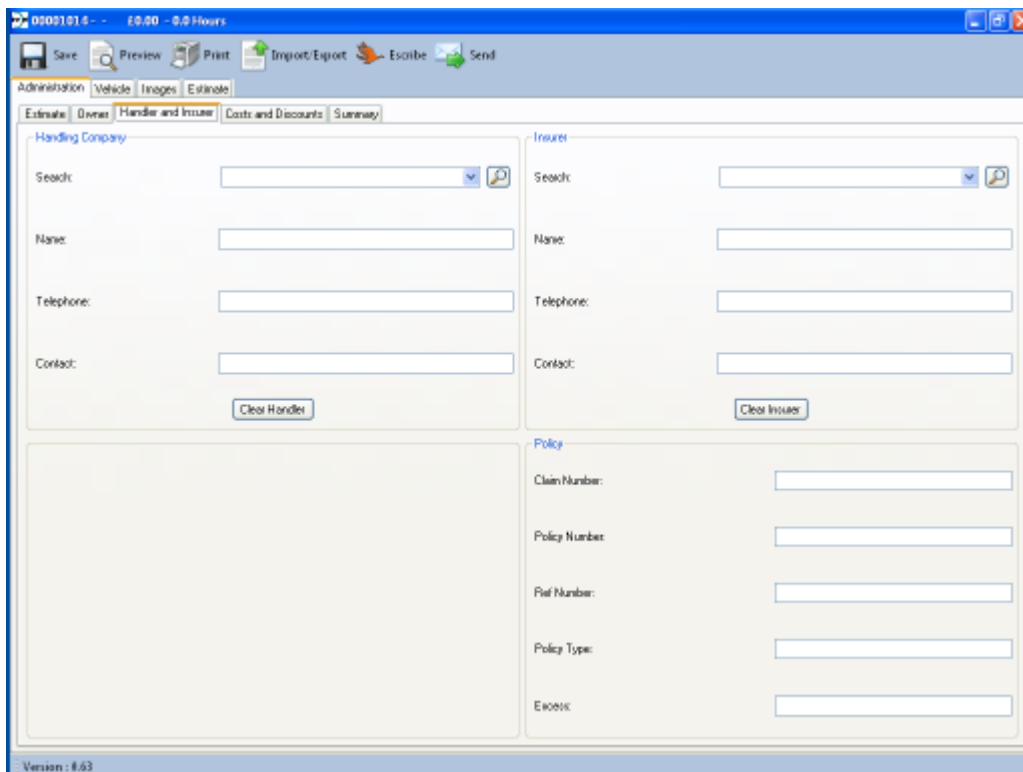 00001014 - - £0.00 - 0.0 Hours
Save Preview Print Import/Export Escribe Send
Administration Vehicle Images Estimate
Estimate Owner Handler and Insurer Costs and Discounts Summary
Handling Company
Search:
Name:
Telephone:
Contact:
Clear Handler
Insurer
Search:
Name:
Telephone:
Contact:
Clear Insurer
Policy
Claim Number:
Policy Number:
Ref Number:
Policy Type:
Excess:
Version :